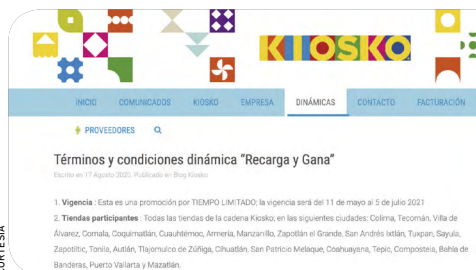 KIOSKO
INICIO COMUNICADOS KIOSKO EMPRESA DINÁMICAS CONTACTO FACTURACIÓN
PROVEEDORES
Términos y condiciones dinámica "Recarga y Gana"
Escrito en 17 Agosto 2020. Publicado en Blog Kiosko
1. Vigencia : Esta es una promoción de TIEMPO LIMITADO; la vigencia será del 11 de mayo al 5 de julio 2021
2. Tiendas participantes : Todas las tiendas de la cadena Kiosko; en las siguientes ciudades: Colima, Tecomán, Villa de
Álvarez, Comala, Coquimatlán, Cuauhtémoc, Armería, Manzanillo, Zapotlán el Grande, San Andrés Ixtlán, Tuxpan, Sayula,
Zapotiltic, Tonila, Autlán, Tlajomulco de Zúñiga, Cihuatlán, San Patricio Melaque, Coahuayana, Tepic, Compostela, Bahía de
Banderas, Puerto Vallarta y Mazatlán.
CORTESÍA